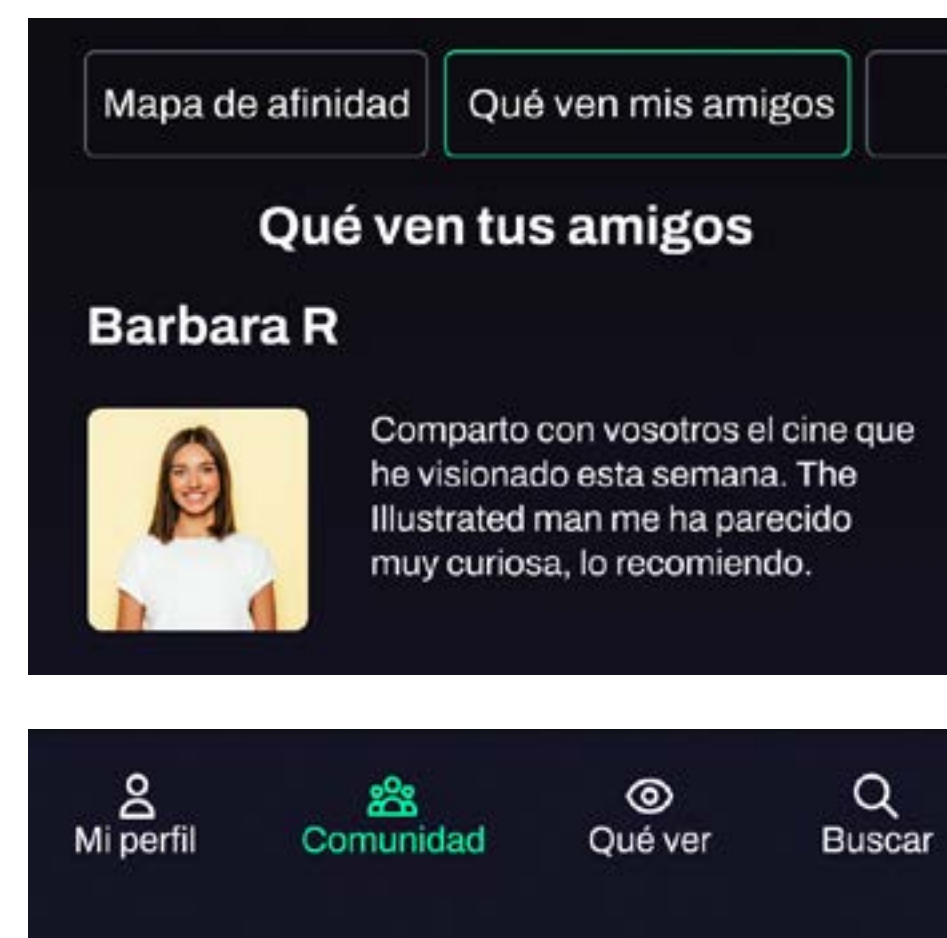 Mapa de afinidad
Qué ven mis amigos
Qué ven tus amigos
Barbara R
Comparto con vosotros el cine que
he visionado esta semana. The
Illustrated man me ha parecido
muy curiosa, lo recomiendo.
Mi perfil
Comunidad
Qué ver
Buscar